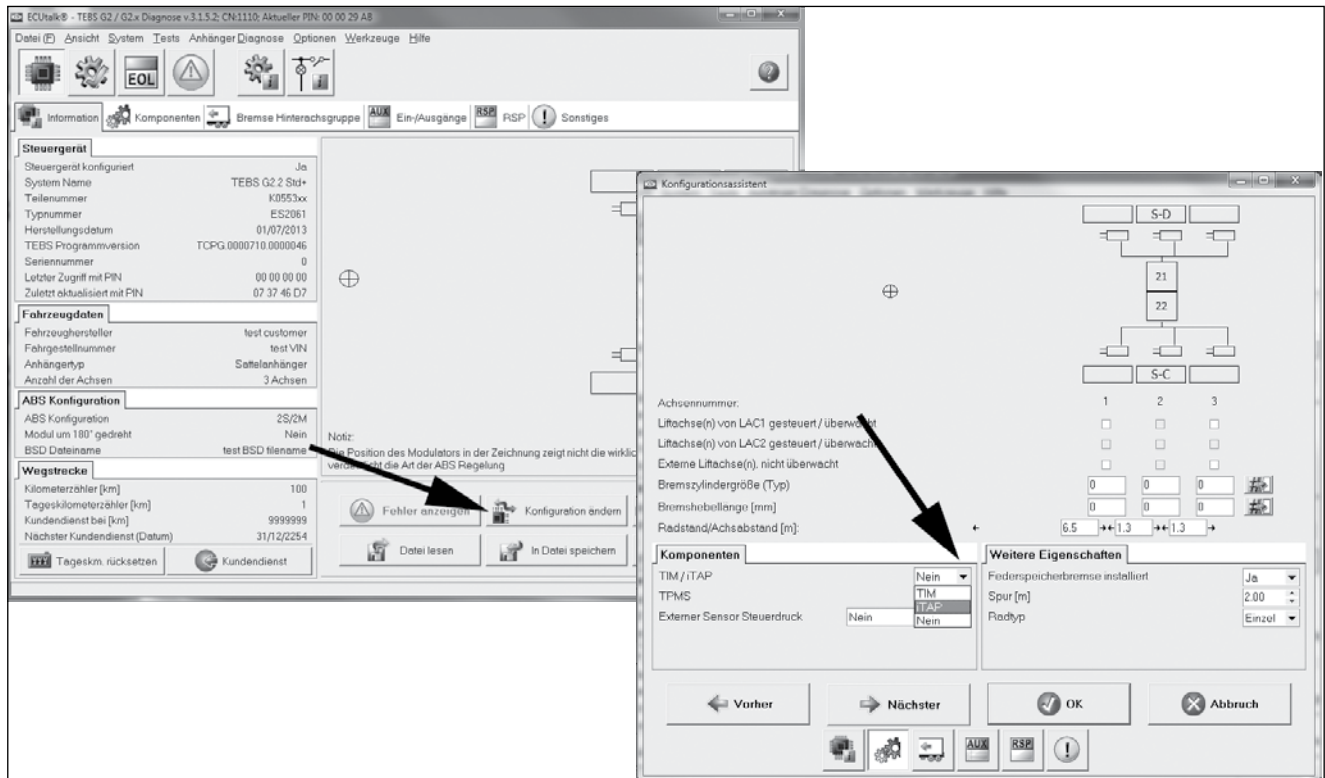 ECUtalk® - TEBS G2 / G2.x Diagnose v.3.1.5.2; CN:1110; Aktueller PIN: 00 00 29 A8
Datei (F) Ansicht System Tests Anhänger Diagnose Optionen Werkzeuge Hilfe
EOL
Information Komponenten Bremse Hinterachsgruppe AUX Ein-/Ausgänge RSP RSP Sonstiges
Steuergerät
Steuergerät konfiguriert Ja
System Name TEBS G2.2 Std+
Teilenummer K0553xx
Typnummer ES2061
Herstellungsdatum 01/07/2013
TEBS Programmversion TCPG.0000710.0000046
Seriennummer 0
Letzter Zugriff mit PIN 00 00 00 00
Zuletzt aktualisiert mit PIN 07 37 46 D7
Fahrzeugdaten
Fahrzeughersteller test customer
Fahrgestellnummer test VIN
Anhängertyp Sattelanhänger
Anzahl der Achsen 3 Achsen
ABS Konfiguration
ABS Konfiguration 2S/2M
Modul um 180° gedreht Nein
BSD Dateiname test BSD filename
Wegstrecke
Kilometerzähler [km] 100
Tageskilometerzähler [km] 1
Kundendienst bei [km] 9999999
Nächster Kundendienst (Datum) 31/12/2254
Tageskm. rücksetzen Kundendienst
Notiz:
Die Position des Modulators in der Zeichnung zeigt nicht die
die Art der ABS Regelung
Fehler anzeigen Konfiguration ändern
Datei lesen In Datei speichern
Konfigurationsassistent
S-D
21
22
S-C
Achsennummer: 1 2 3
Liftachse(n) von LAC1 gesteuert / überwacht
Liftachse(n) von LAC2 gesteuert / überwacht
Externe Liftachse(n), nicht überwacht
Bremszylindergröße (Typ) 0 0 0
Bremshebellänge [mm] 0 0 0
Radstand/Achsabstand [m]: 6.5 1.3 1.3
Komponenten
TIM / iTAP Nein
TIM
iTAP
Nein
TPMS
Externer Sensor Steuerdruck Nein
Weitere Eigenschaften
Federspeicherbremse installiert Ja
Spur [m] 2.00
Radtyp Einzel
Vorher Nächster OK Abbruch
AUX RSP